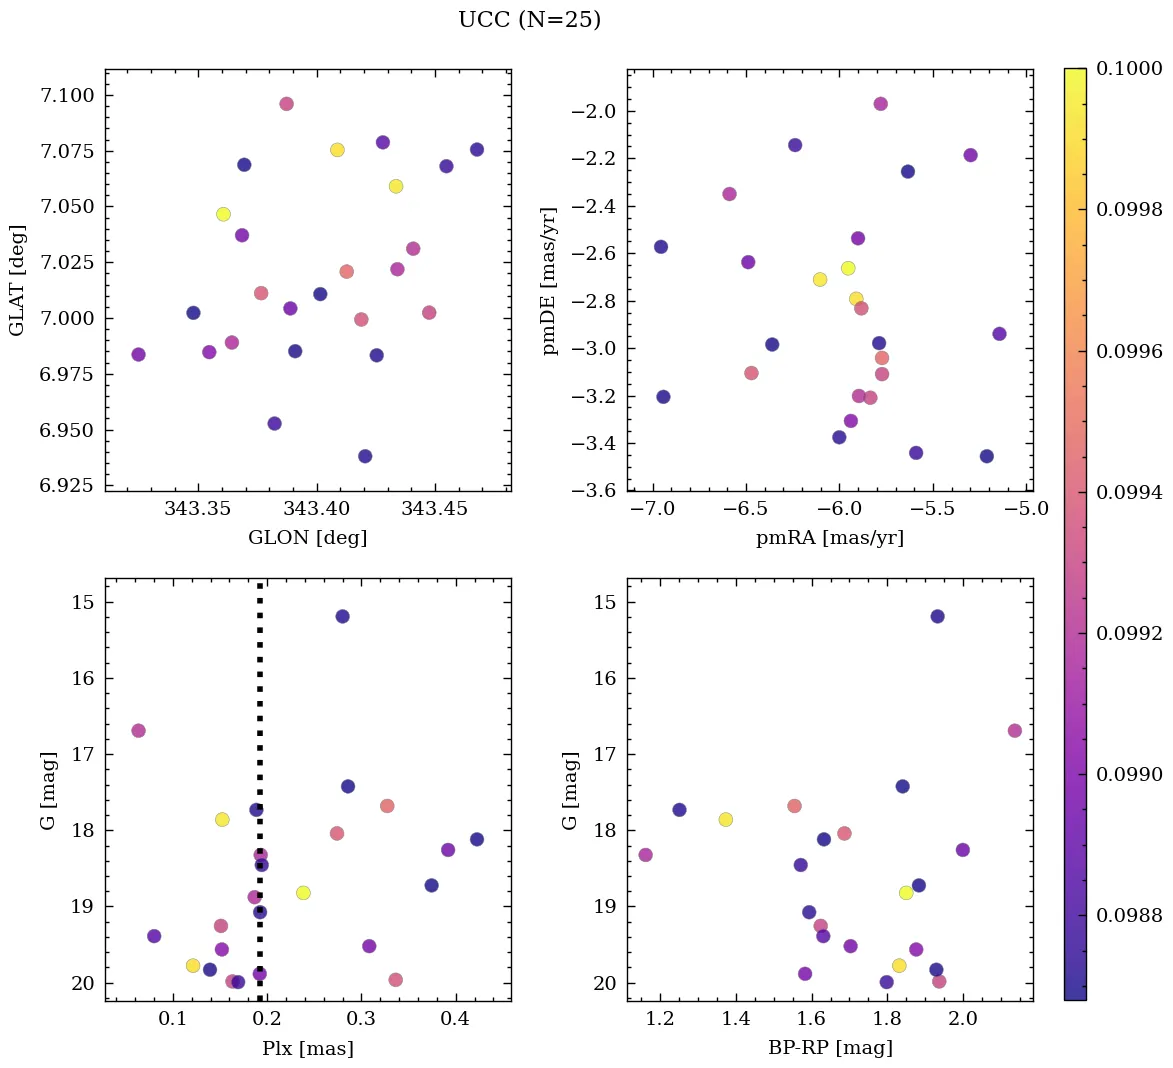 UCC (N=25)
7.100
7.075
7.050
7.025
7.000
6.975
6.950
6.925
GLAT [deg]
343.35 343.40 343.45
GLON [deg]
−2.0
−2.2
−2.4
−2.6
−2.8
−3.0
−3.2
−3.4
−3.6
pmDE [mas/yr]
−7.0 −6.5 −6.0 −5.5 −5.0
pmRA [mas/yr]
0.1000
0.0998
0.0996
0.0994
0.0992
0.0990
0.0988
15
16
17
18
19
20
G [mag]
0.1 0.2 0.3 0.4
Plx [mas]
15
16
17
18
19
20
G [mag]
1.2 1.4 1.6 1.8 2.0
BP-RP [mag]